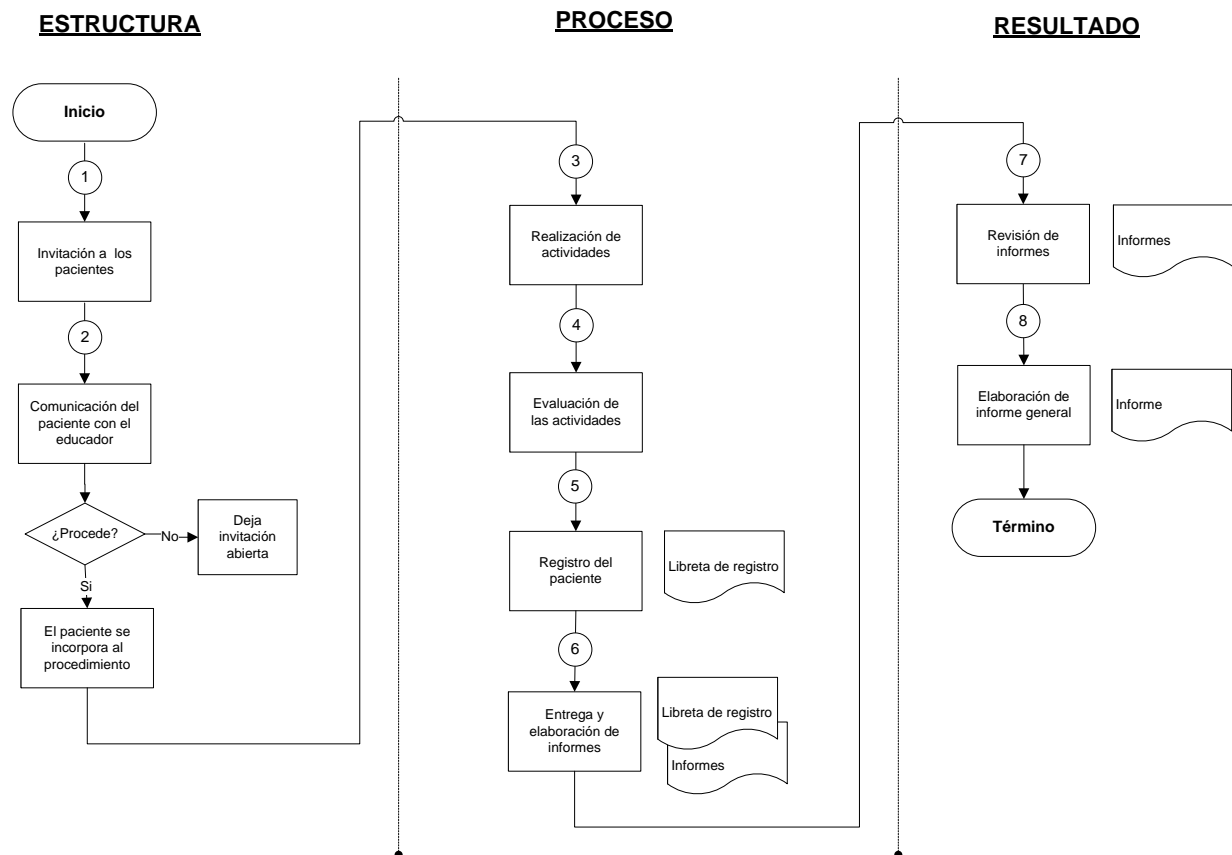 ESTRUCTURA
Inicio
1
Invitación a los
pacientes
2
Comunicación del
paciente con el
educador
¿Procede?
No
Deja
invitación
abierta
Si
El paciente se
incorpora al
procedimiento
PROCESO
3
Realización de
actividades
4
Evaluación de
las actividades
5
Registro del
paciente
Libreta de registro
6
Entrega y
elaboración de
informes
Libreta de registro
Informes
RESULTADO
7
Revisión de
informes
Informes
8
Elaboración de
informe general
Informe
Término